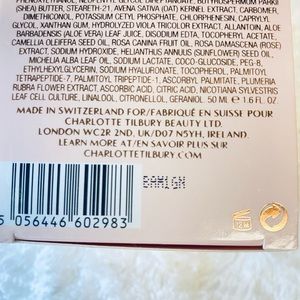 (SHEA) BUTTER, STEARETH-21, AVENA SATIVA (OAT) KERNEL EXTRACT, CARBOMER,
DIMETHICONOL, POTASSIUM CETYL PHOSPHATE, CHLORPHENESIN, CAPRYLYL
GLYCOL, XANTHAN GUM, HYDROLYZED VIOLA TRICOLOR EXTRACT, ALLANTOIN, ALOE
BARBADENSIS (ALOE VERA) LEAF JUICE, DISODIUM EDTA, TOCOPHERYL ACETATE,
CAMELLIA OLEIFERA SEED OIL, ROSA CANINA FRUIT OIL, ROSA DAMASCENA (ROSE)
EXTRACT, SODIUM HYDROXIDE, HELIANTHUS ANNUUS (SUNFLOWER) SEED OIL,
MICHELIA ALBA LEAF OIL, SODIUM LACTATE, COCO-GLUCOSIDE, PEG-8,
ETHYLHEXYL GLYCERIN, SODIUM HYALURONATE, TOCOPHEROL, PALMITOYL
TETRAPEPTIDE-7, PALMITOYL TRIPEPTIDE-1, ASCORBYL PALMITATE, PLUMERIA
RUBRA FLOWER EXTRACT, ASCORBIC ACID, CITRIC ACID, NICOTIANA SYLVESTRIS
LEAF CELL CULTURE, LINALOOL, CITRONELLOL, GERANIOL. 50 ML e 1.6 FL. OZ.
MADE IN SWITZERLAND FOR/FABRIQUÉ EN SUISSE POUR
CHARLOTTE TILBURY BEAUTY LTD.
LONDON WC2R 2ND, UK/D07 N5YH, IRELAND.
LEARN MORE AT/EN SAVOIR PLUS SUR
CHARLOTTETILBURY.COM
BAM1GN
5 056446 602983
12M